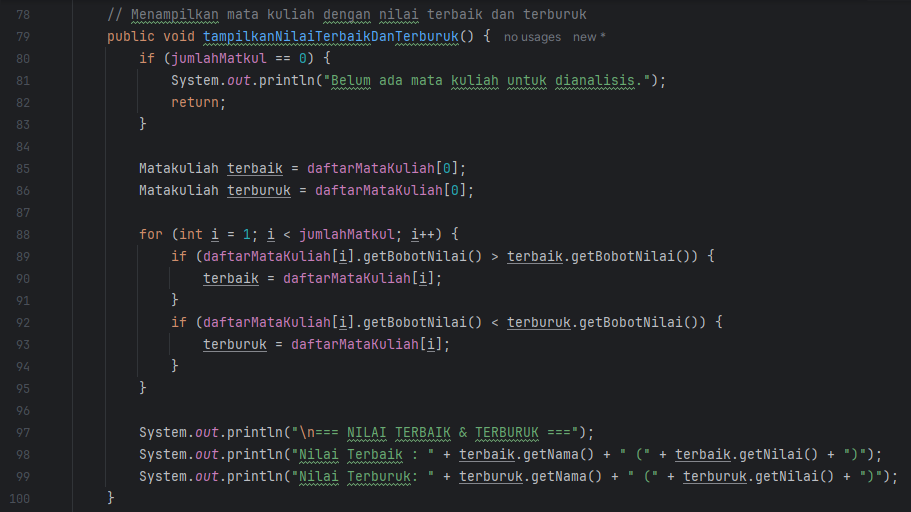 78 // Menampilkan mata kuliah dengan nilai terbaik dan terburuk
79 public void tampilkanNilaiTerbaikDanTerburuk() { no usages new *
80 if (jumlahMatkul == 0) {
81 System.out.println("Belum ada mata kuliah untuk dianalisis.");
82 return;
83 }
84
85 Matakuliah terbaik = daftarMataKuliah[0];
86 Matakuliah terburuk = daftarMataKuliah[0];
87
88 for (int i = 1; i < jumlahMatkul; i++) {
89 if (daftarMataKuliah[i].getBobotNilai() > terbaik.getBobotNilai()) {
90 terbaik = daftarMataKuliah[i];
91 }
92 if (daftarMataKuliah[i].getBobotNilai() < terburuk.getBobotNilai()) {
93 terburuk = daftarMataKuliah[i];
94 }
95 }
96
97 System.out.println("\n=== NILAI TERBAIK & TERBURUK ===");
98 System.out.println("Nilai Terbaik : " + terbaik.getNama() + " (" + terbaik.getNilai() + ")");
99 System.out.println("Nilai Terburuk: " + terburuk.getNama() + " (" + terburuk.getNilai() + ")");
100 }